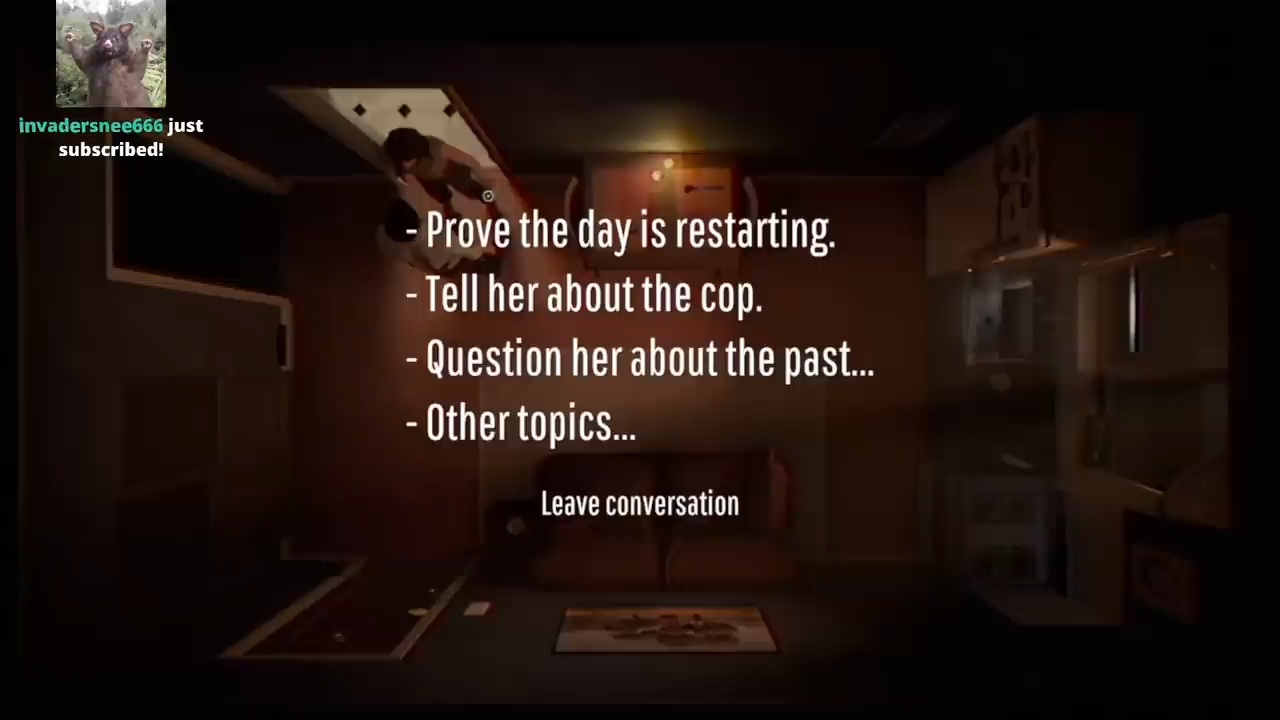 invadersnee666 just
subscribed!
- Prove the day is restarting.
- Tell her about the cop.
- Question her about the past...
- Other topics...
Leave conversation